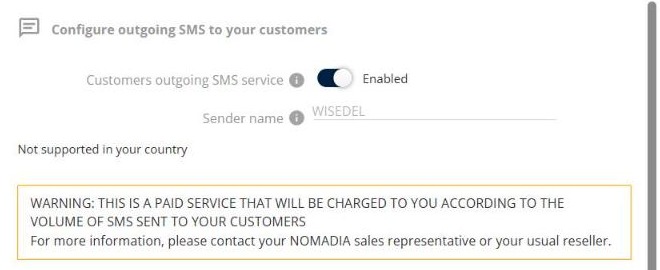 Configure outgoing SMS to your customers
Customers outgoing SMS service
Enabled
Sender name
WISEDEL
Not supported in your country
WARNING: THIS IS A PAID SERVICE THAT WILL BE CHARGED TO YOU ACCORDING TO THE
VOLUME OF SMS SENT TO YOUR CUSTOMERS
For more information, please contact your NOMADIA sales representative or your usual reseller.